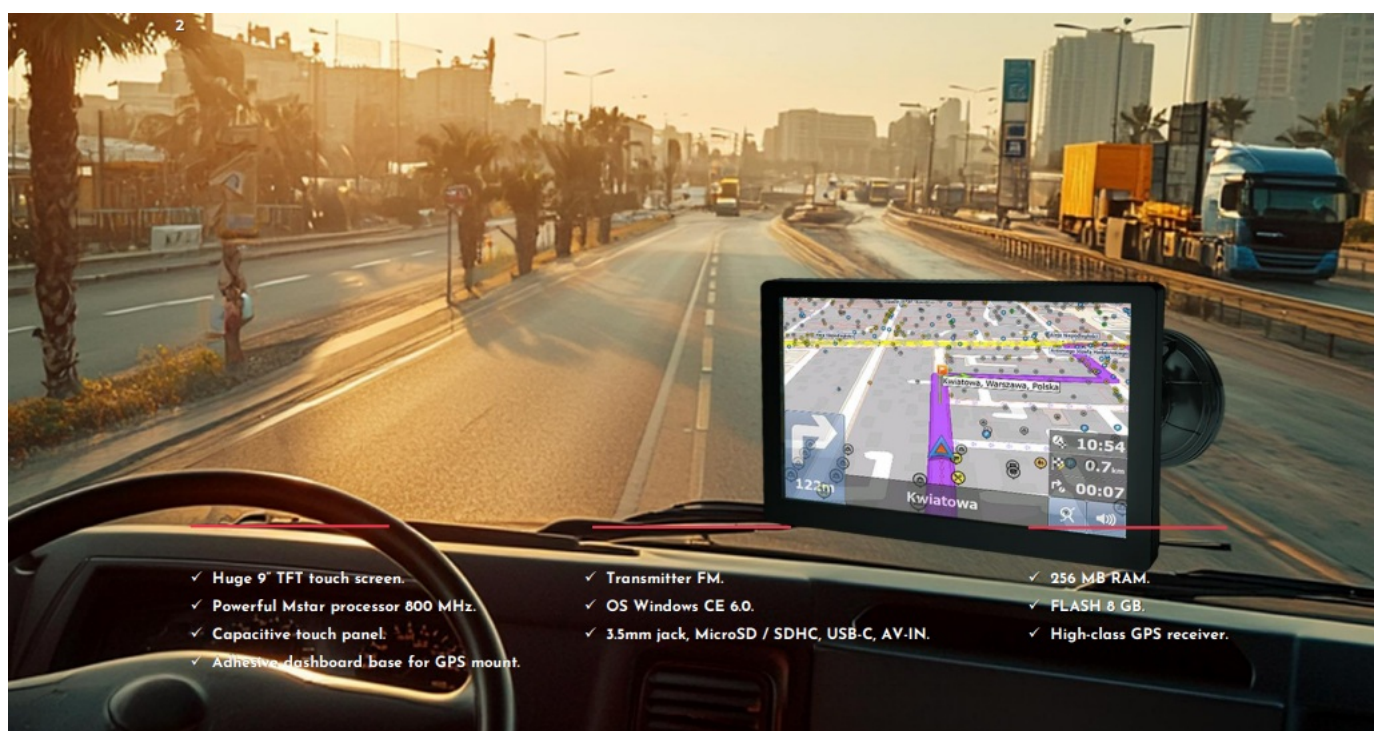 2
Kwiatowa, Warszawa, Polska
10:54
0.7km
00:07
122m
Kwiatowa
✓ Huge 9" TFT touch screen.
✓ Powerful Mstar processor 800 MHz.
✓ Capacitive touch panel.
✓ Adhesive dashboard base for GPS mount.
✓ Transmitter FM.
✓ OS Windows CE 6.0.
✓ 3.5mm jack, MicroSD / SDHC, USB-C, AV-IN.
✓ 256 MB RAM.
✓ FLASH 8 GB.
✓ High-class GPS receiver.